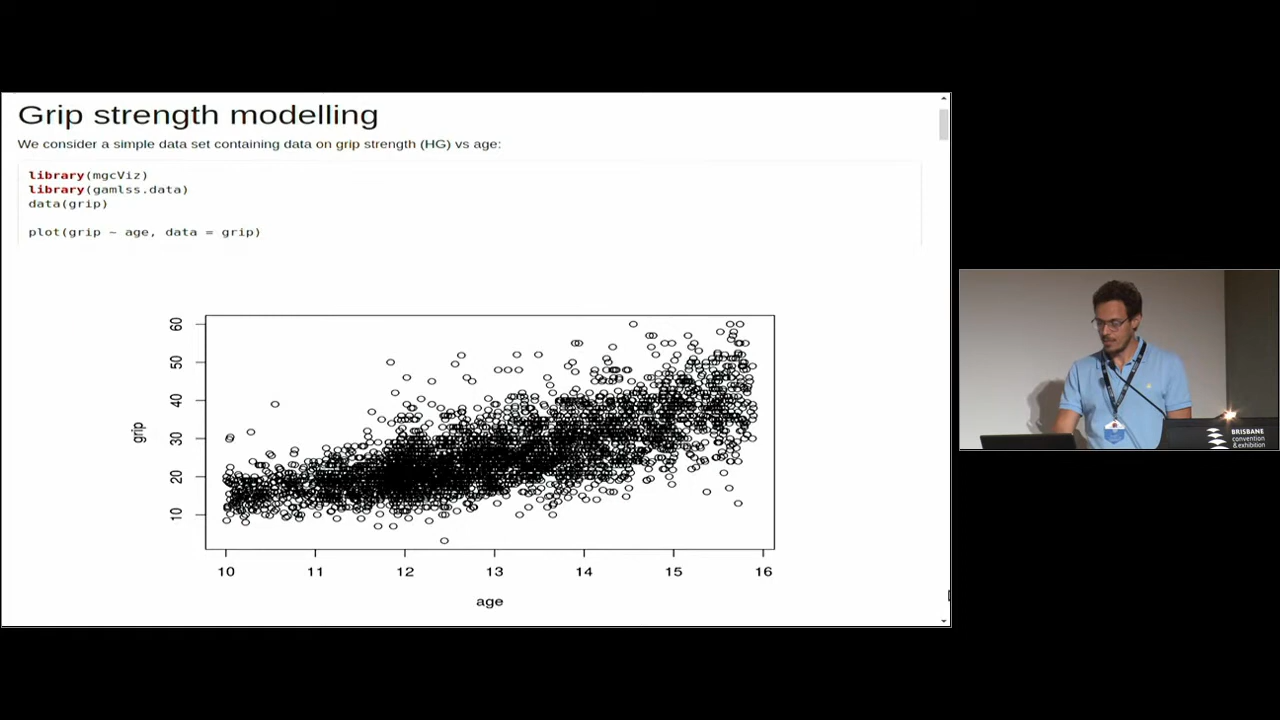 Grip strength modelling
We consider a simple data set containing data on grip strength (HG) vs age:
library(mgcViz)
library(gamlss.data)
data(grip)
plot(grip ~ age, data = grip)
60
50
40
30
20
10
grip
10 11 12 13 14 15 16
age
BRISBANE
convention
& exhibition